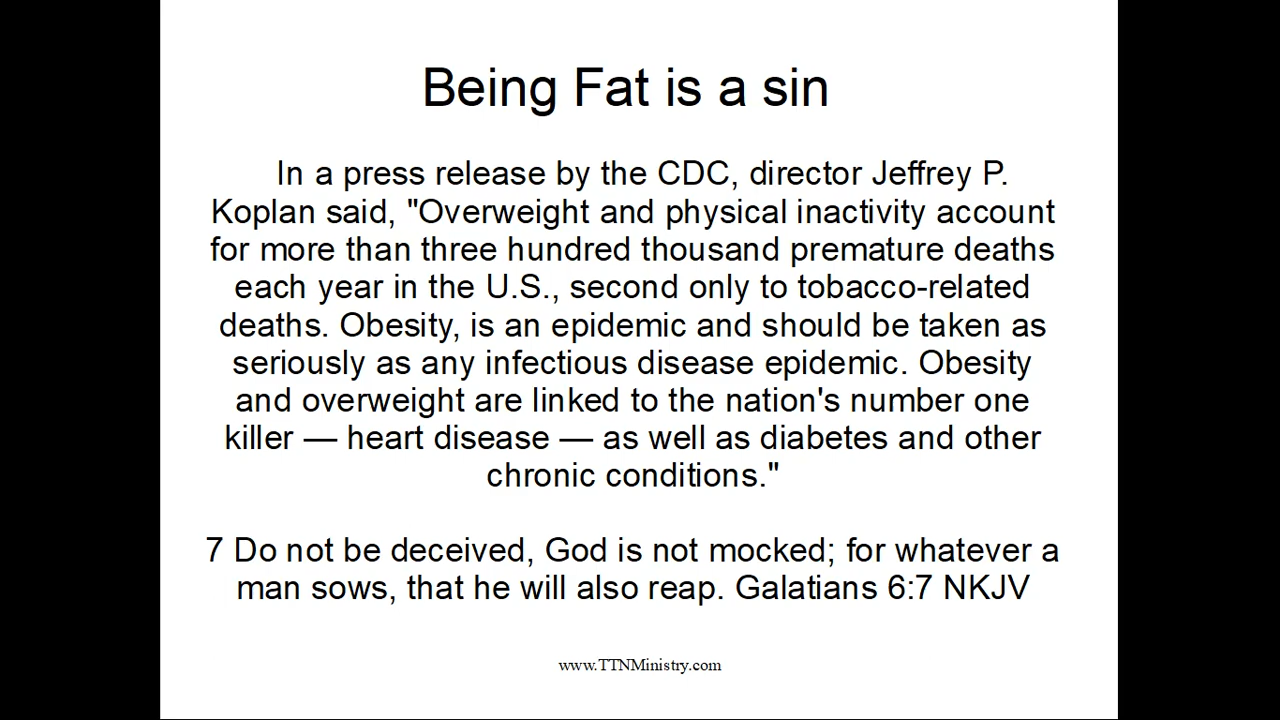 Being Fat is a sin
In a press release by the CDC, director Jeffrey P.
Koplan said, "Overweight and physical inactivity account
for more than three hundred thousand premature deaths
each year in the U.S., second only to tobacco-related
deaths. Obesity, is an epidemic and should be taken as
seriously as any infectious disease epidemic. Obesity
and overweight are linked to the nation's number one
killer — heart disease — as well as diabetes and other
chronic conditions."
7 Do not be deceived, God is not mocked; for whatever a
man sows, that he will also reap. Galatians 6:7 NKJV
www.TTNMinistry.com